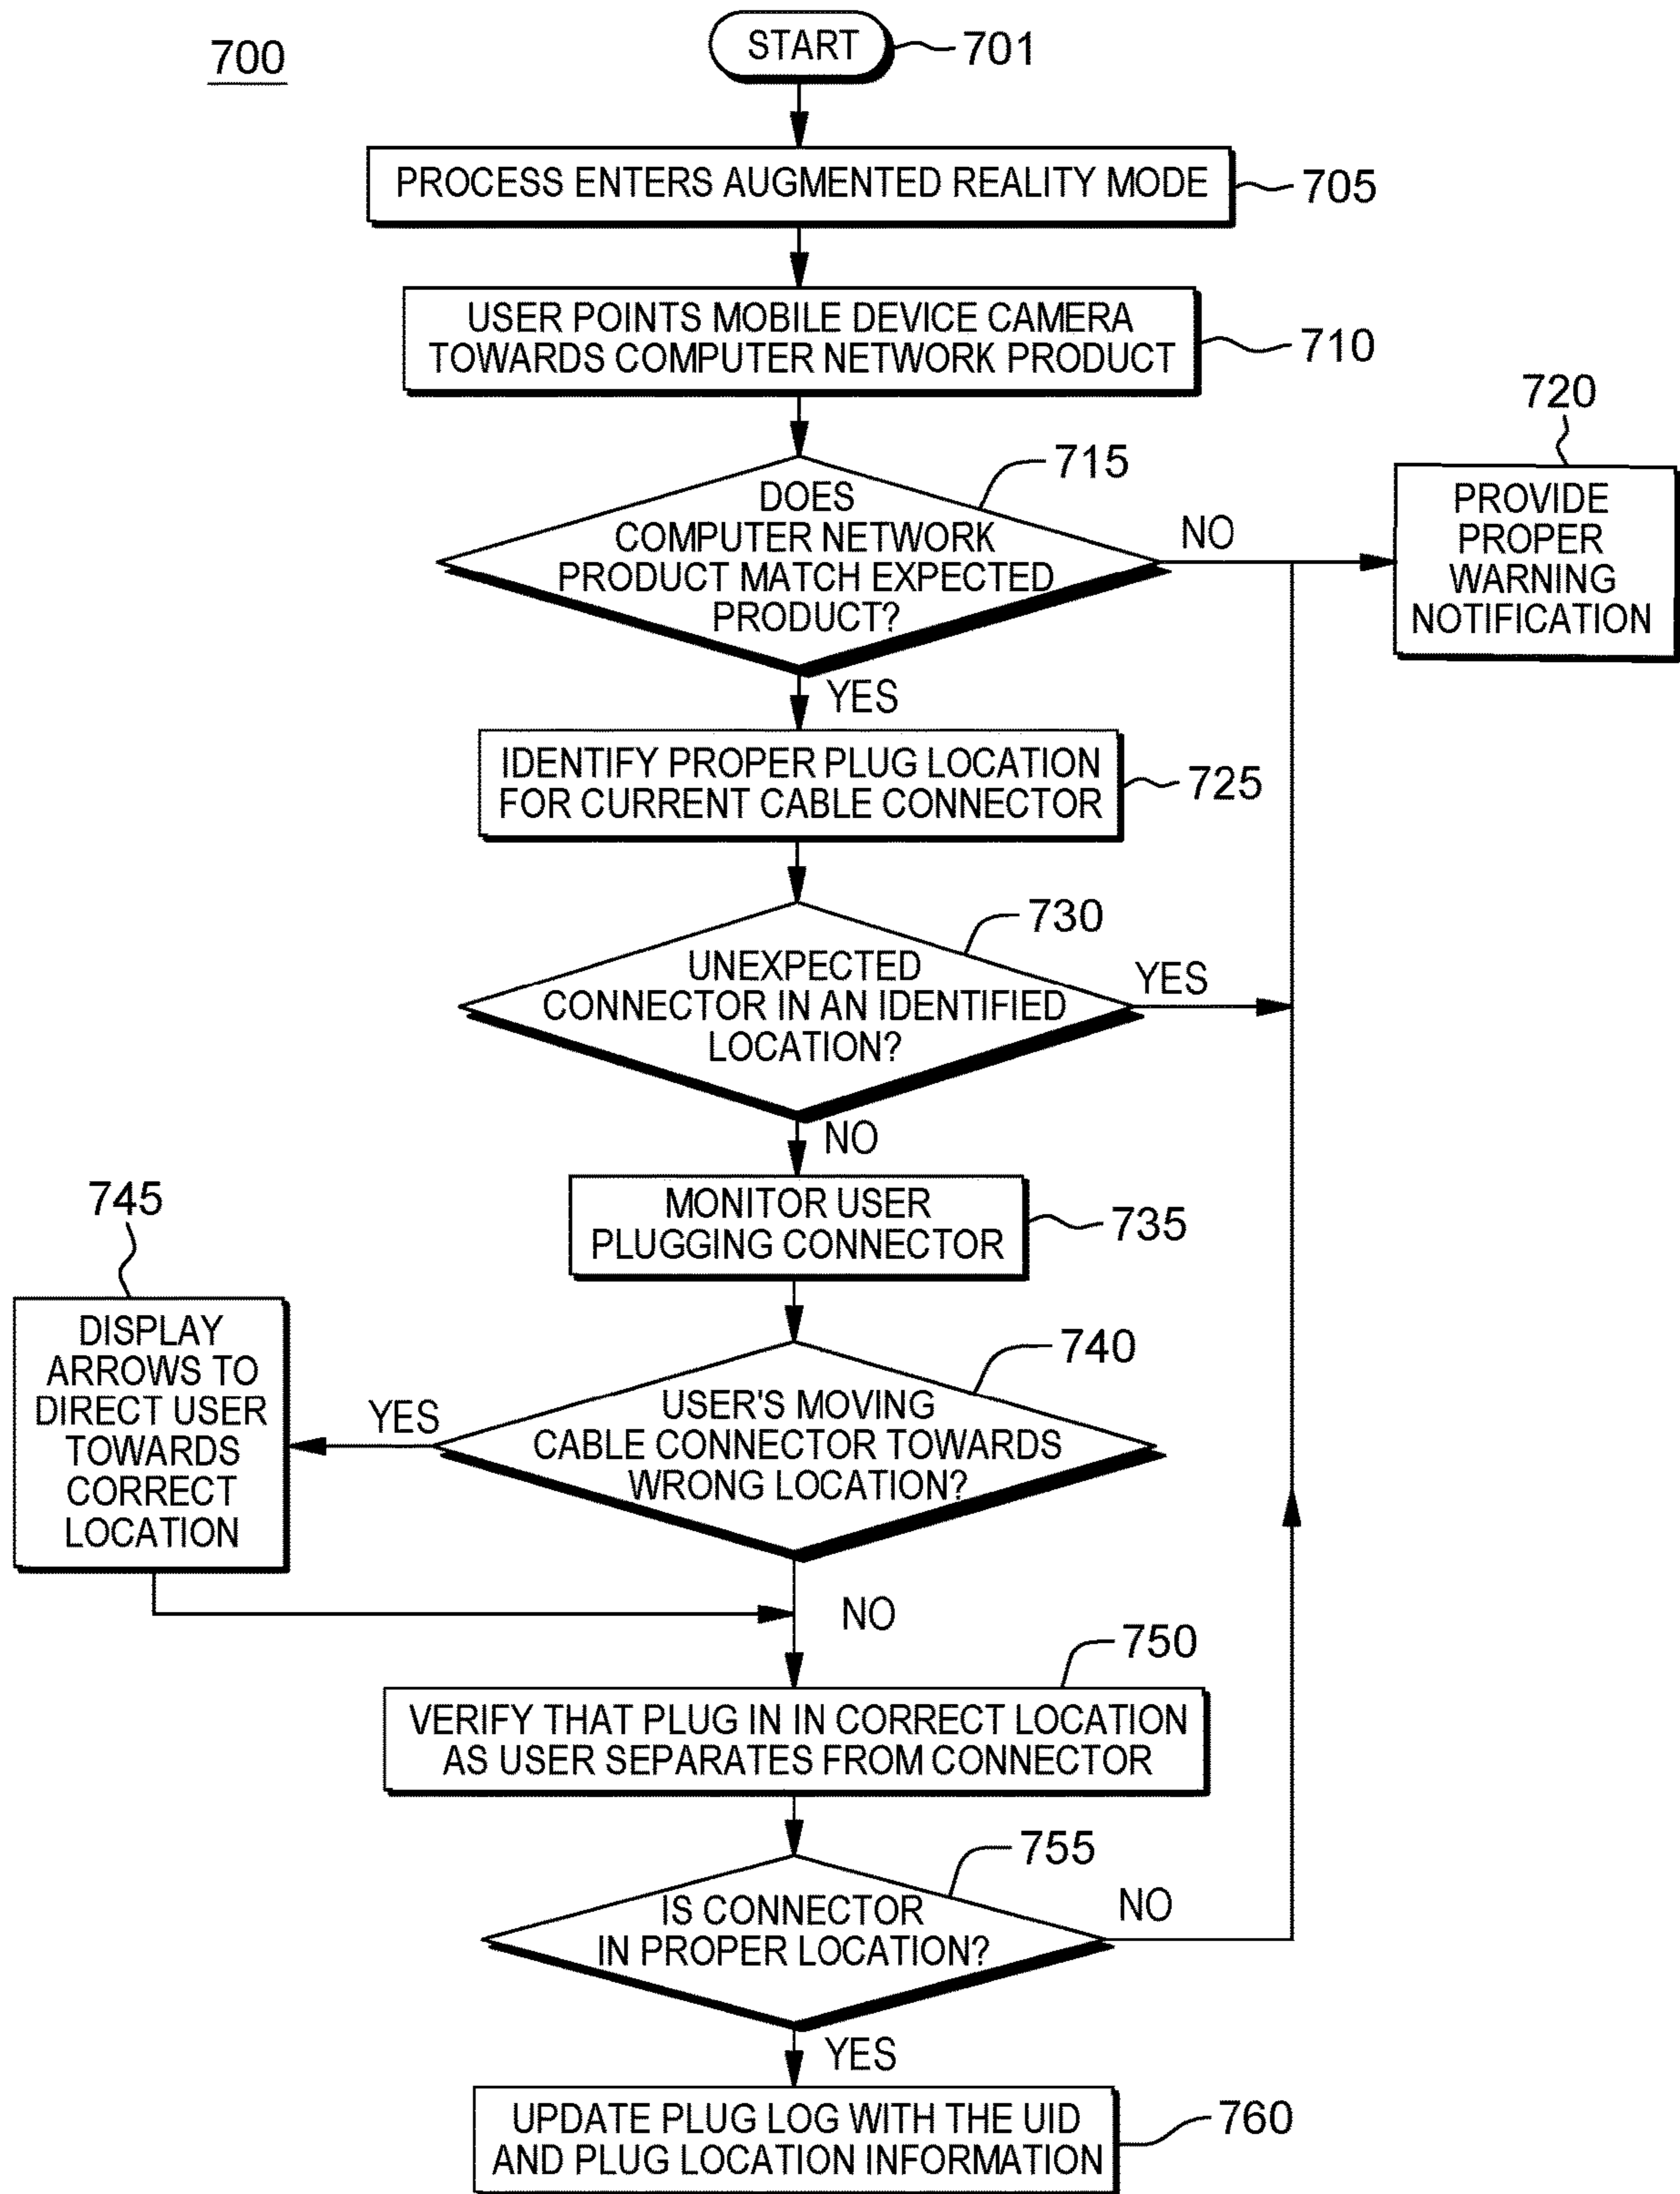 700
START
701
PROCESS ENTERS AUGMENTED REALITY MODE
705
USER POINTS MOBILE DEVICE CAMERA
TOWARDS COMPUTER NETWORK PRODUCT
710
720
PROVIDE
PROPER
WARNING
NOTIFICATION
715
DOES
COMPUTER NETWORK
PRODUCT MATCH EXPECTED
PRODUCT?
NO
YES
IDENTIFY PROPER PLUG LOCATION
FOR CURRENT CABLE CONNECTOR
725
730
UNEXPECTED
CONNECTOR IN AN IDENTIFIED
LOCATION?
YES
NO
MONITOR USER
PLUGGING CONNECTOR
735
745
DISPLAY
ARROWS TO
DIRECT USER
TOWARDS
CORRECT
LOCATION
YES
740
USER'S MOVING
CABLE CONNECTOR TOWARDS
WRONG LOCATION?
NO
750
VERIFY THAT PLUG IN IN CORRECT LOCATION
AS USER SEPARATES FROM CONNECTOR
755
IS CONNECTOR
IN PROPER LOCATION?
NO
YES
UPDATE PLUG LOG WITH THE UID
AND PLUG LOCATION INFORMATION
760